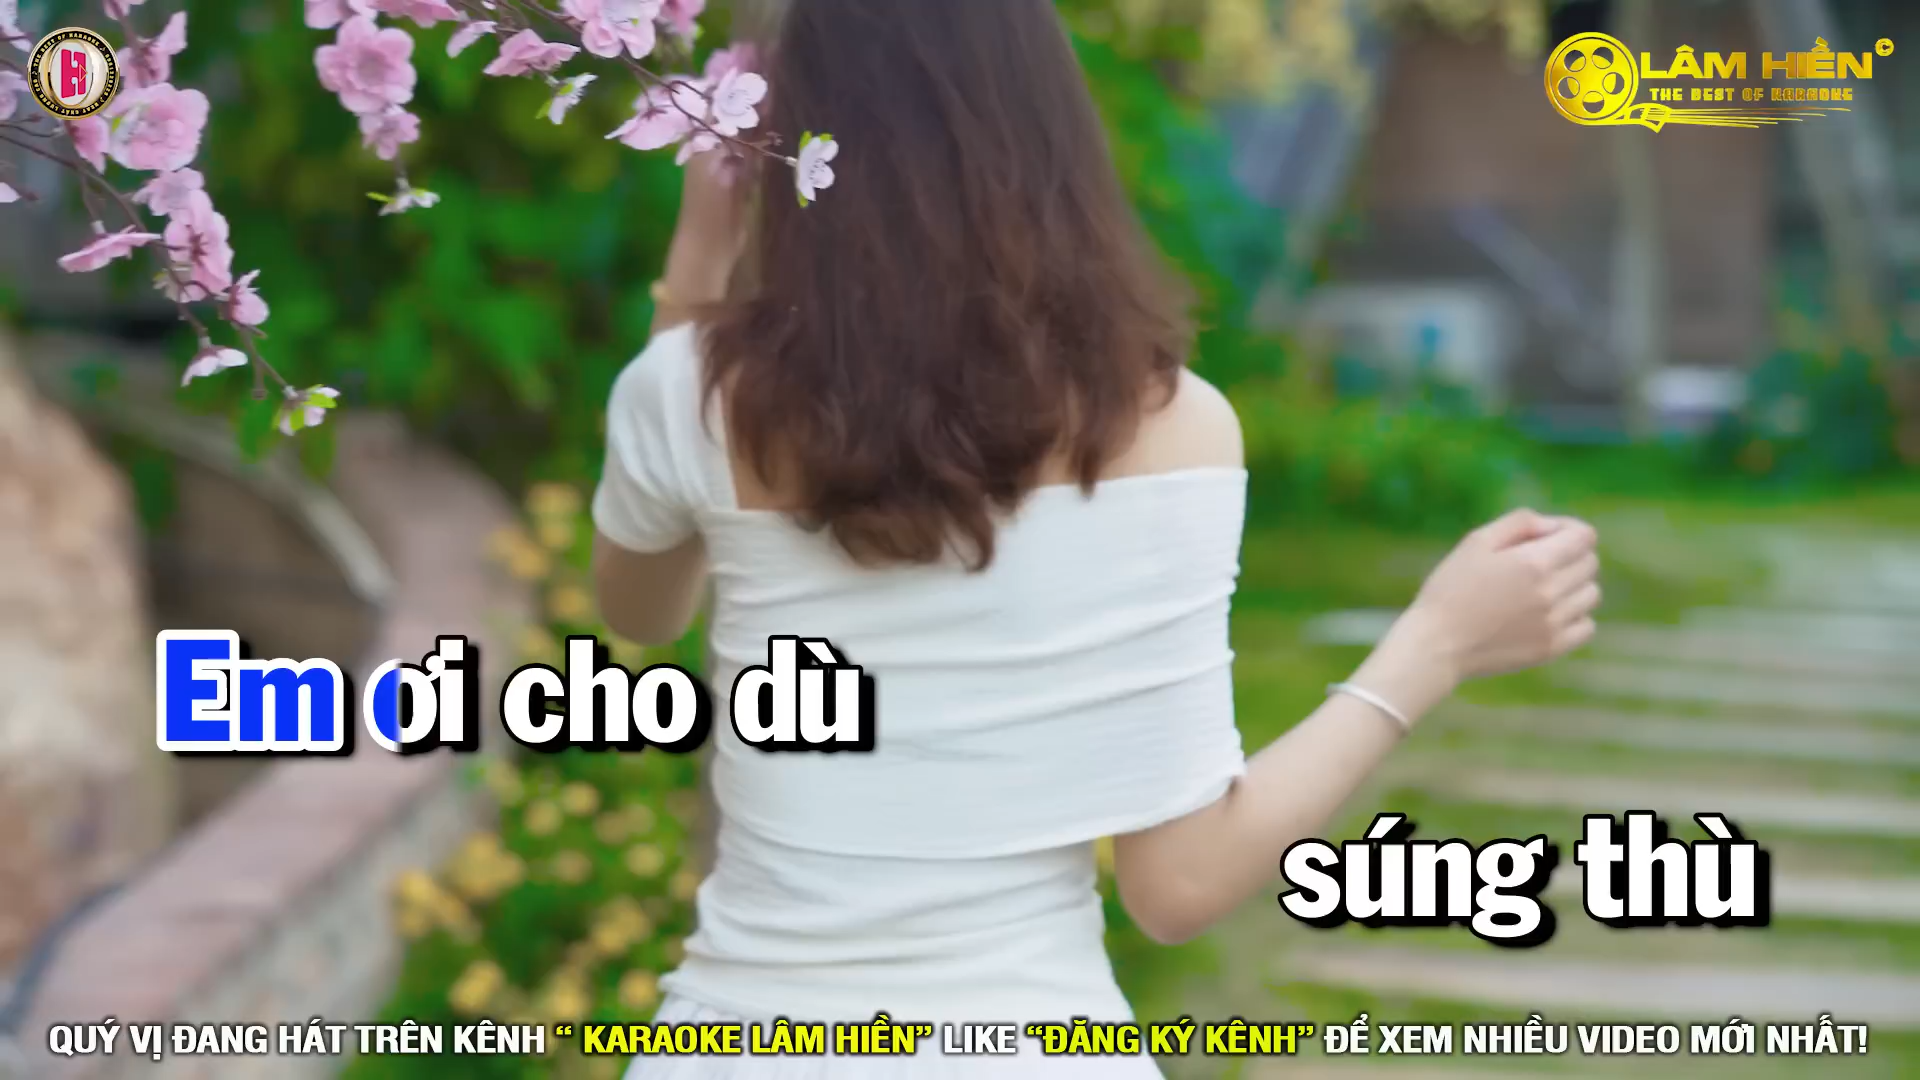 LÂM HIỀN ©
THE BEST OF KARAOKE
Em ơi cho dù
súng thù
QUÝ VỊ ĐANG HÁT TRÊN KÊNH “ KARAOKE LÂM HIỀN” LIKE “ĐĂNG KÝ KÊNH” ĐỂ XEM NHIỀU VIDEO MỚI NHẤT!